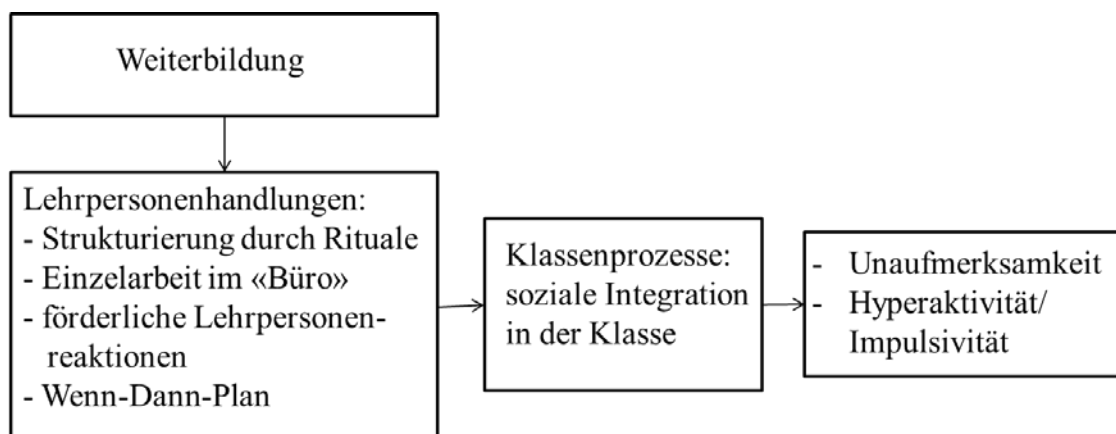 Weiterbildung
Lehrpersonenhandlungen:
- Strukturierung durch Rituale
- Einzelarbeit im «Büro»
- förderliche Lehrpersonen-
reaktionen
- Wenn-Dann-Plan
Klassenprozesse:
soziale Integration
in der Klasse
- Unaufmerksamkeit
- Hyperaktivität/
Impulsivität